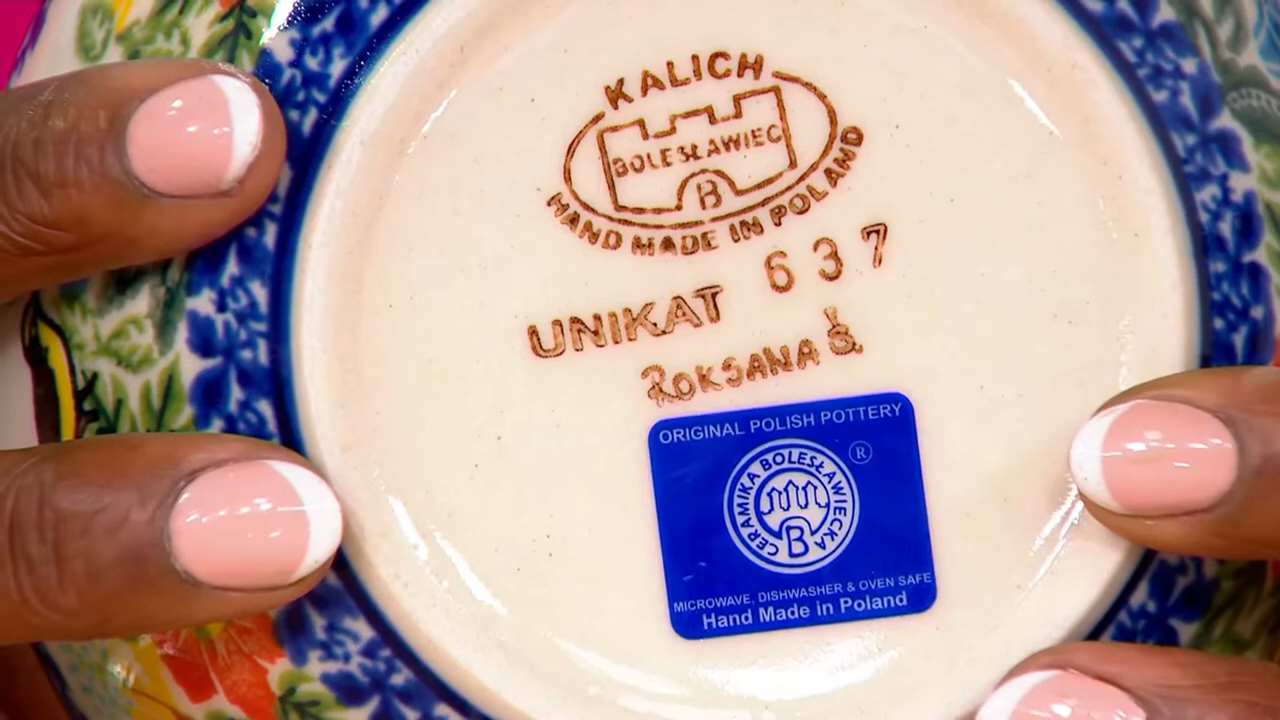 KALICH
BOLESŁAWIEC
B
HAND MADE IN POLAND
UNIKAT 637
ROKSANA S.
ORIGINAL POLISH POTTERY
®
CERAMIKA BOLESŁAWIECKA
B
MICROWAVE, DISHWASHER & OVEN SAFE
Hand Made in Poland